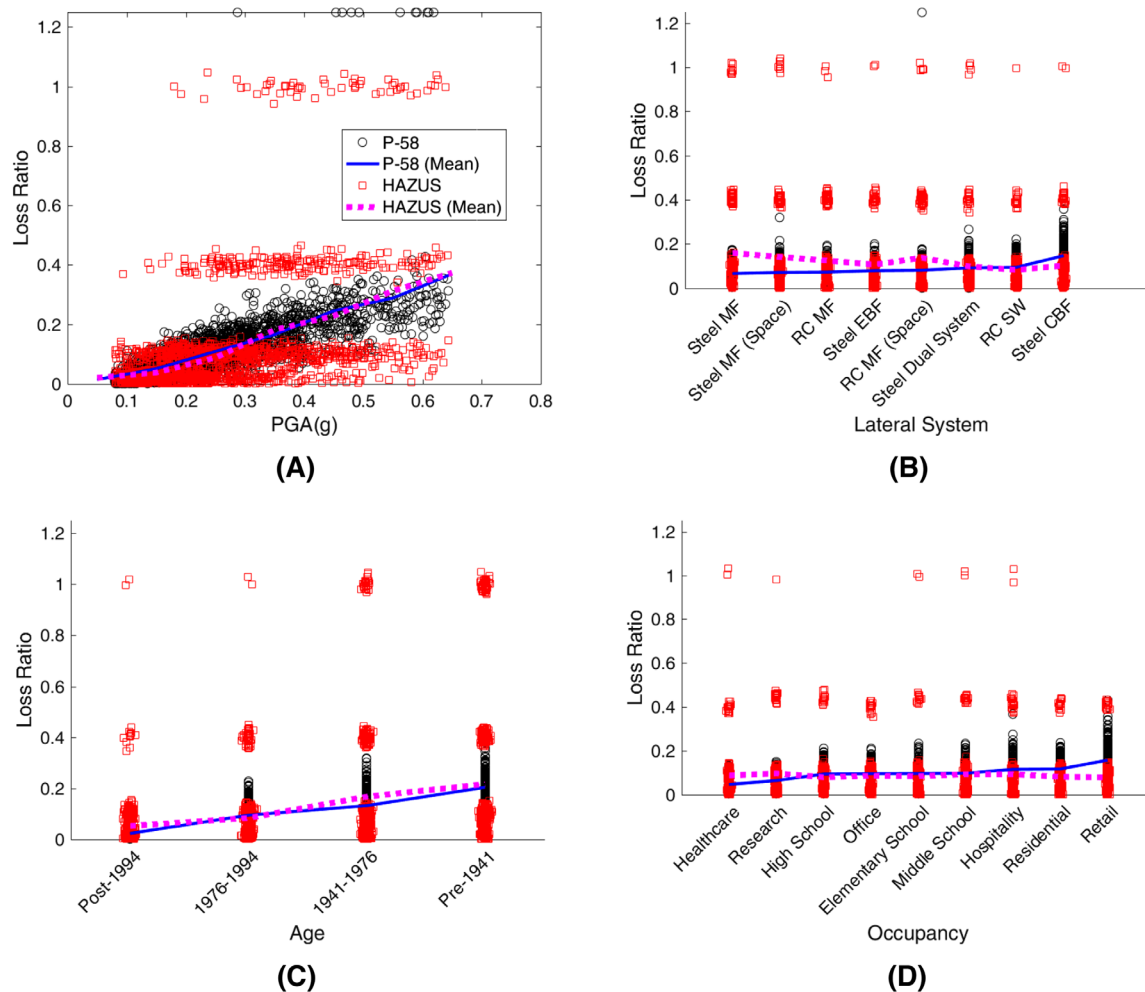 1.2
1
0.8
0.6
0.4
0.2
0
Loss Ratio
P-58
P-58 (Mean)
HAZUS
HAZUS (Mean)
0 0.1 0.2 0.3 0.4 0.5 0.6 0.7 0.8
PGA(g)
(A)
1.2
1
0.8
0.6
0.4
0.2
0
Loss Ratio
Steel MF
Steel MF (Space)
RC MF
Steel EBF
RC MF (Space)
Steel Dual System
RC SW
Steel CBF
Lateral System
(B)
1.2
1
0.8
0.6
0.4
0.2
0
Loss Ratio
Post-1994
1976-1994
1941-1976
Pre-1941
Age
(C)
1.2
1
0.8
0.6
0.4
0.2
0
Loss Ratio
Healthcare
Research
High School
Office
Elementary School
Middle School
Hospitality
Residential
Retail
Occupancy
(D)